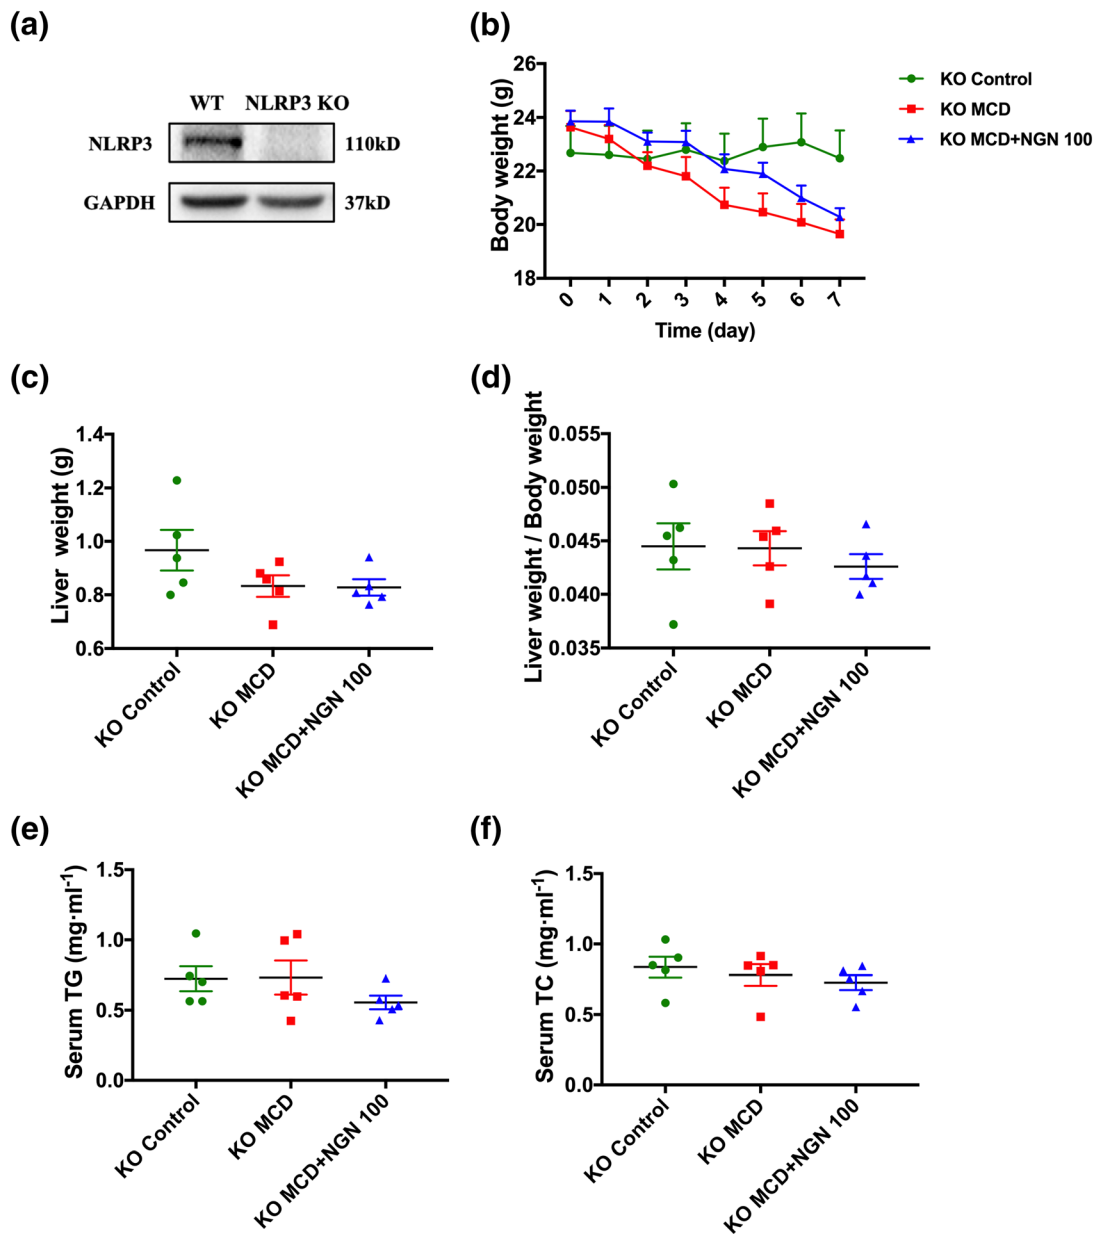 (a)
WT NLRP3 KO
NLRP3 110kD
GAPDH 37kD
(b)
Body weight (g)
26
24
22
20
18
0 1 2 3 4 5 6 7
Time (day)
KO Control
KO MCD
KO MCD+NGN 100
(c)
Liver weight (g)
1.4
1.2
1.0
0.8
0.6
KO Control
KO MCD
KO MCD+NGN 100
(d)
Liver weight / Body weight
0.055
0.050
0.045
0.040
0.035
KO Control
KO MCD
KO MCD+NGN 100
(e)
Serum TG (mg·ml⁻¹)
1.5
1.0
0.5
0.0
KO Control
KO MCD
KO MCD+NGN 100
(f)
Serum TC (mg·ml⁻¹)
1.5
1.0
0.5
0.0
KO Control
KO MCD
KO MCD+NGN 100